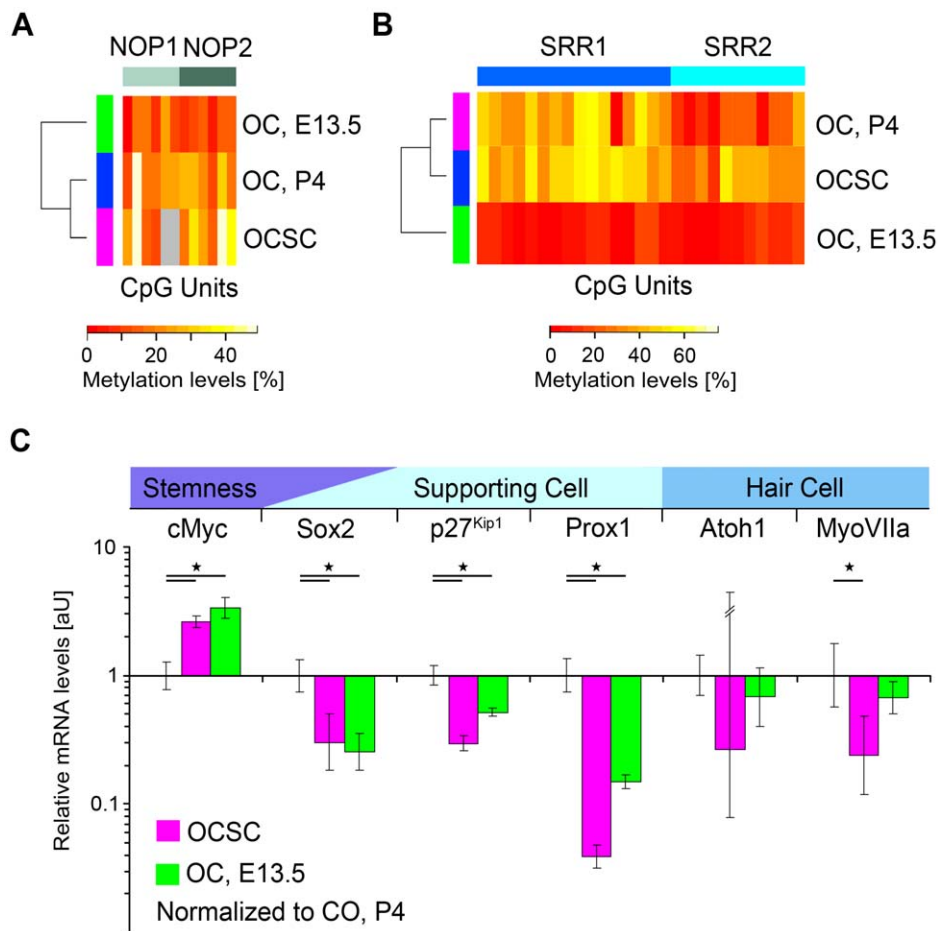 A
NOP1 NOP2
OC, E13.5
OC, P4
OCSC
CpG Units
0 20 40
Metylation levels [%]
B
SRR1 SRR2
OC, P4
OCSC
OC, E13.5
CpG Units
0 20 40 60
Metylation levels [%]
C
Stemness Supporting Cell Hair Cell
cMyc Sox2 p27Kip1 Prox1 Atoh1 MyoVIIa
Relative mRNA levels [aU]
10
1
0.1
OCSC
OC, E13.5
Normalized to CO, P4